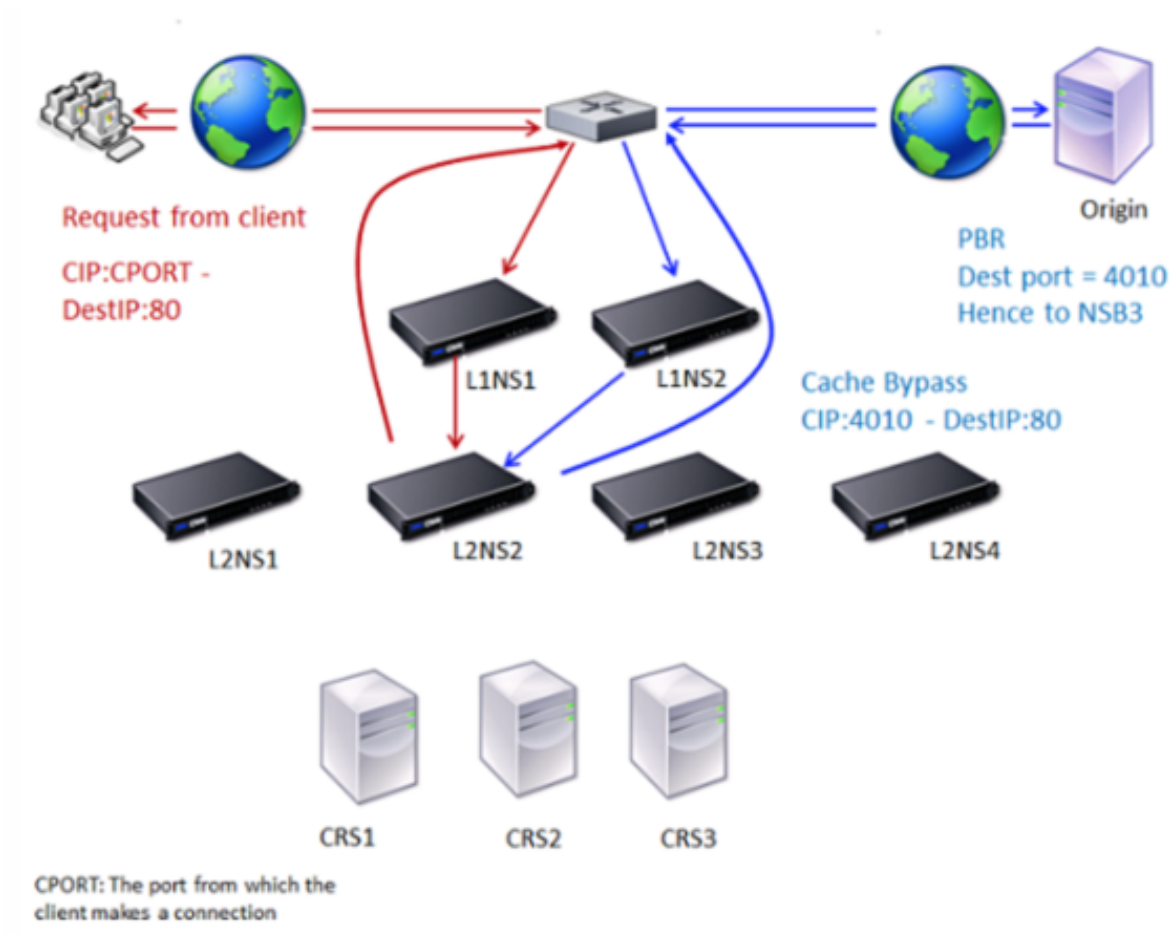 Origin
Request from client
CIP:CPORT -
DestIP:80
PBR
Dest port = 4010
Hence to NSB3
L1NS1
L1NS2
Cache Bypass
CIP:4010 - DestIP:80
L2NS1
L2NS2
L2NS3
L2NS4
CRS1
CRS2
CRS3
CPORT: The port from which the
client makes a connection